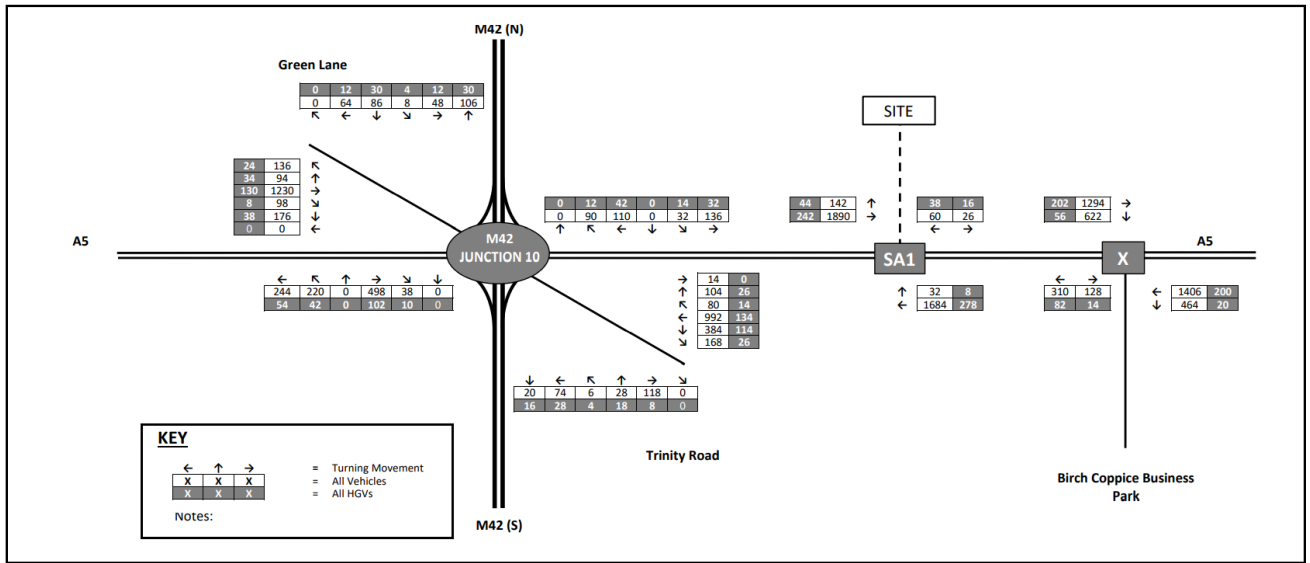 M42 (N)
Green Lane
0 12 30 4 12 30
0 64 86 8 48 106
↖ ← ↓ ↘ → ↑
SITE
24 136 ↖
34 94 ↑
130 1230 →
8 98 ↘
38 176 ↓
0 0 ←
0 12 42 0 14 32
0 90 110 0 32 136
↑ ↖ ← ↓ ↘ →
44 142 ↑
242 1890 →
38 16
60 26
← →
202 1294 →
56 622 ↓
A5
M42
JUNCTION 10
SA1
X
A5
← ↖ ↑ → ↘ ↓
244 220 0 498 38 0
54 42 0 102 10 0
→ 14 0
↑ 104 26
↖ 80 14
← 992 134
↓ 384 114
↘ 168 26
↑ 32 8
← 1684 278
← →
310 128
82 14
← 1406 200
↓ 464 20
↓ ← ↖ ↑ → ↘
20 74 6 28 118 0
16 28 4 18 8 0
KEY
← ↑ → = Turning Movement
X X X = All Vehicles
X X X = All HGVs
Notes:
Trinity Road
Birch Coppice Business
Park
M42 (S)